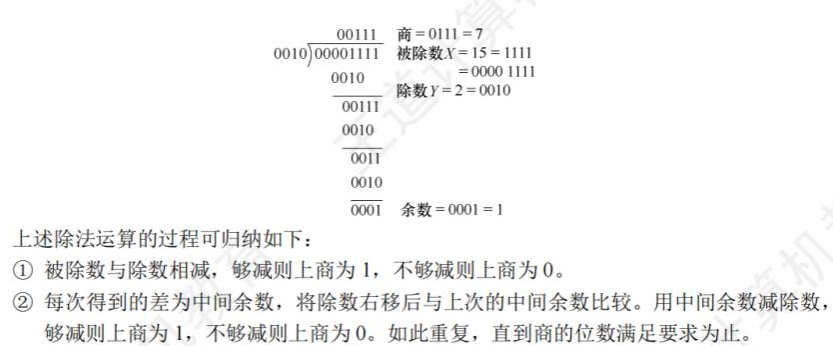 00111 商=0111=7
0010)00001111 被除数X=15=1111
=0000 1111
0010
除数Y=2=0010
00111
0010
0011
0010
0001 余数=0001=1
上述除法运算的过程可归纳如下：
① 被除数与除数相减，够减则上商为1，不够减则上商为0。
② 每次得到的差为中间余数，将除数右移后与上次的中间余数比较。用中间余数减除数，
够减则上商为1，不够减则上商为0。如此重复，直到商的位数满足要求为止。